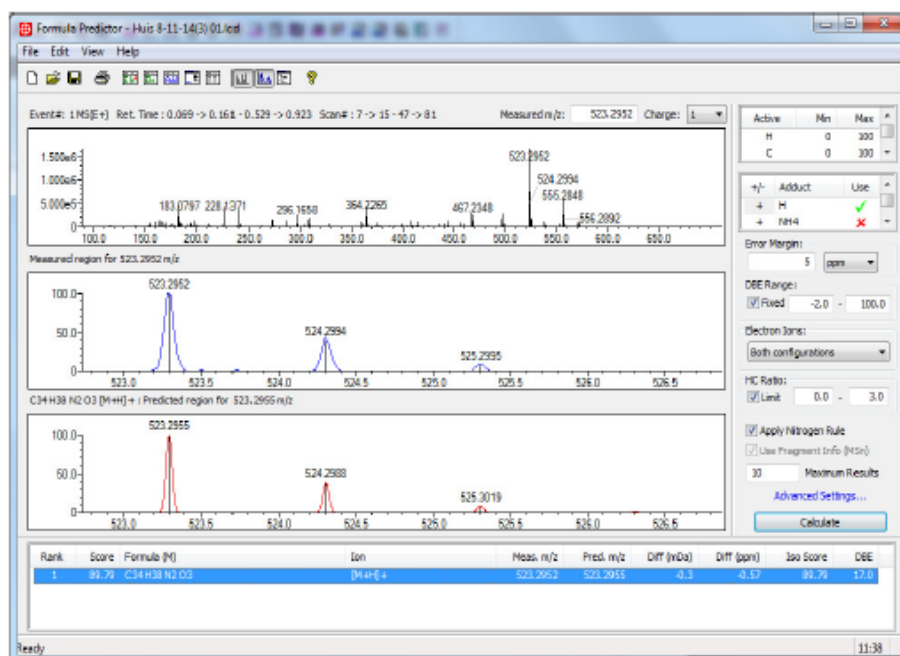 Formula Predictor - Huis 8-11-14(3) 01.lcd
File Edit View Help
Event#: 1 MS(E+) Ret. Time : 0.069 -> 0.161 - 0.529 -> 0.923 Scan# : 7 -> 15 - 47 -> 81
Measured m/z: 523.2952 Charge: 1
1.500e6
1.000e6
5.000e5
0
183.0797 228.1371 296.1658 364.2265 467.2348 523.2952 524.2994 555.2848 556.2892
100.0 150.0 200.0 250.0 300.0 350.0 400.0 450.0 500.0 550.0 600.0 650.0
Measured region for 523.2952 m/z
100.0
50.0
0
523.2952 524.2994 525.2995
523.0 523.5 524.0 524.5 525.0 525.5 526.0 526.5
C34 H38 N2 O3 [M+H]+ : Predicted region for 523.2955 m/z
100.0
50.0
0
523.2955 524.2988 525.3019
523.0 523.5 524.0 524.5 525.0 525.5 526.0 526.5
Active Min Max
H 0 100
C 0 100
+/- Adduct Use
+ H
+ NH4
Error Margin:
5 ppm
DBE Range:
Fixed -2.0 - 100.0
Electron Ions:
Both configurations
HC Ratio:
Limit 0.0 - 3.0
Apply Nitrogen Rule
Use Fragment Info (MSn)
10 Maximum Results
Advanced Settings...
Calculate
Rank Score Formula (M) Ion Meas. m/z Pred. m/z Diff (mDa) Diff (ppm) Iso Score DBE
1 89.79 C34 H38 N2 O3 [M+H]+ 523.2952 523.2955 -0.3 -0.57 89.79 17.0
Ready 11:38